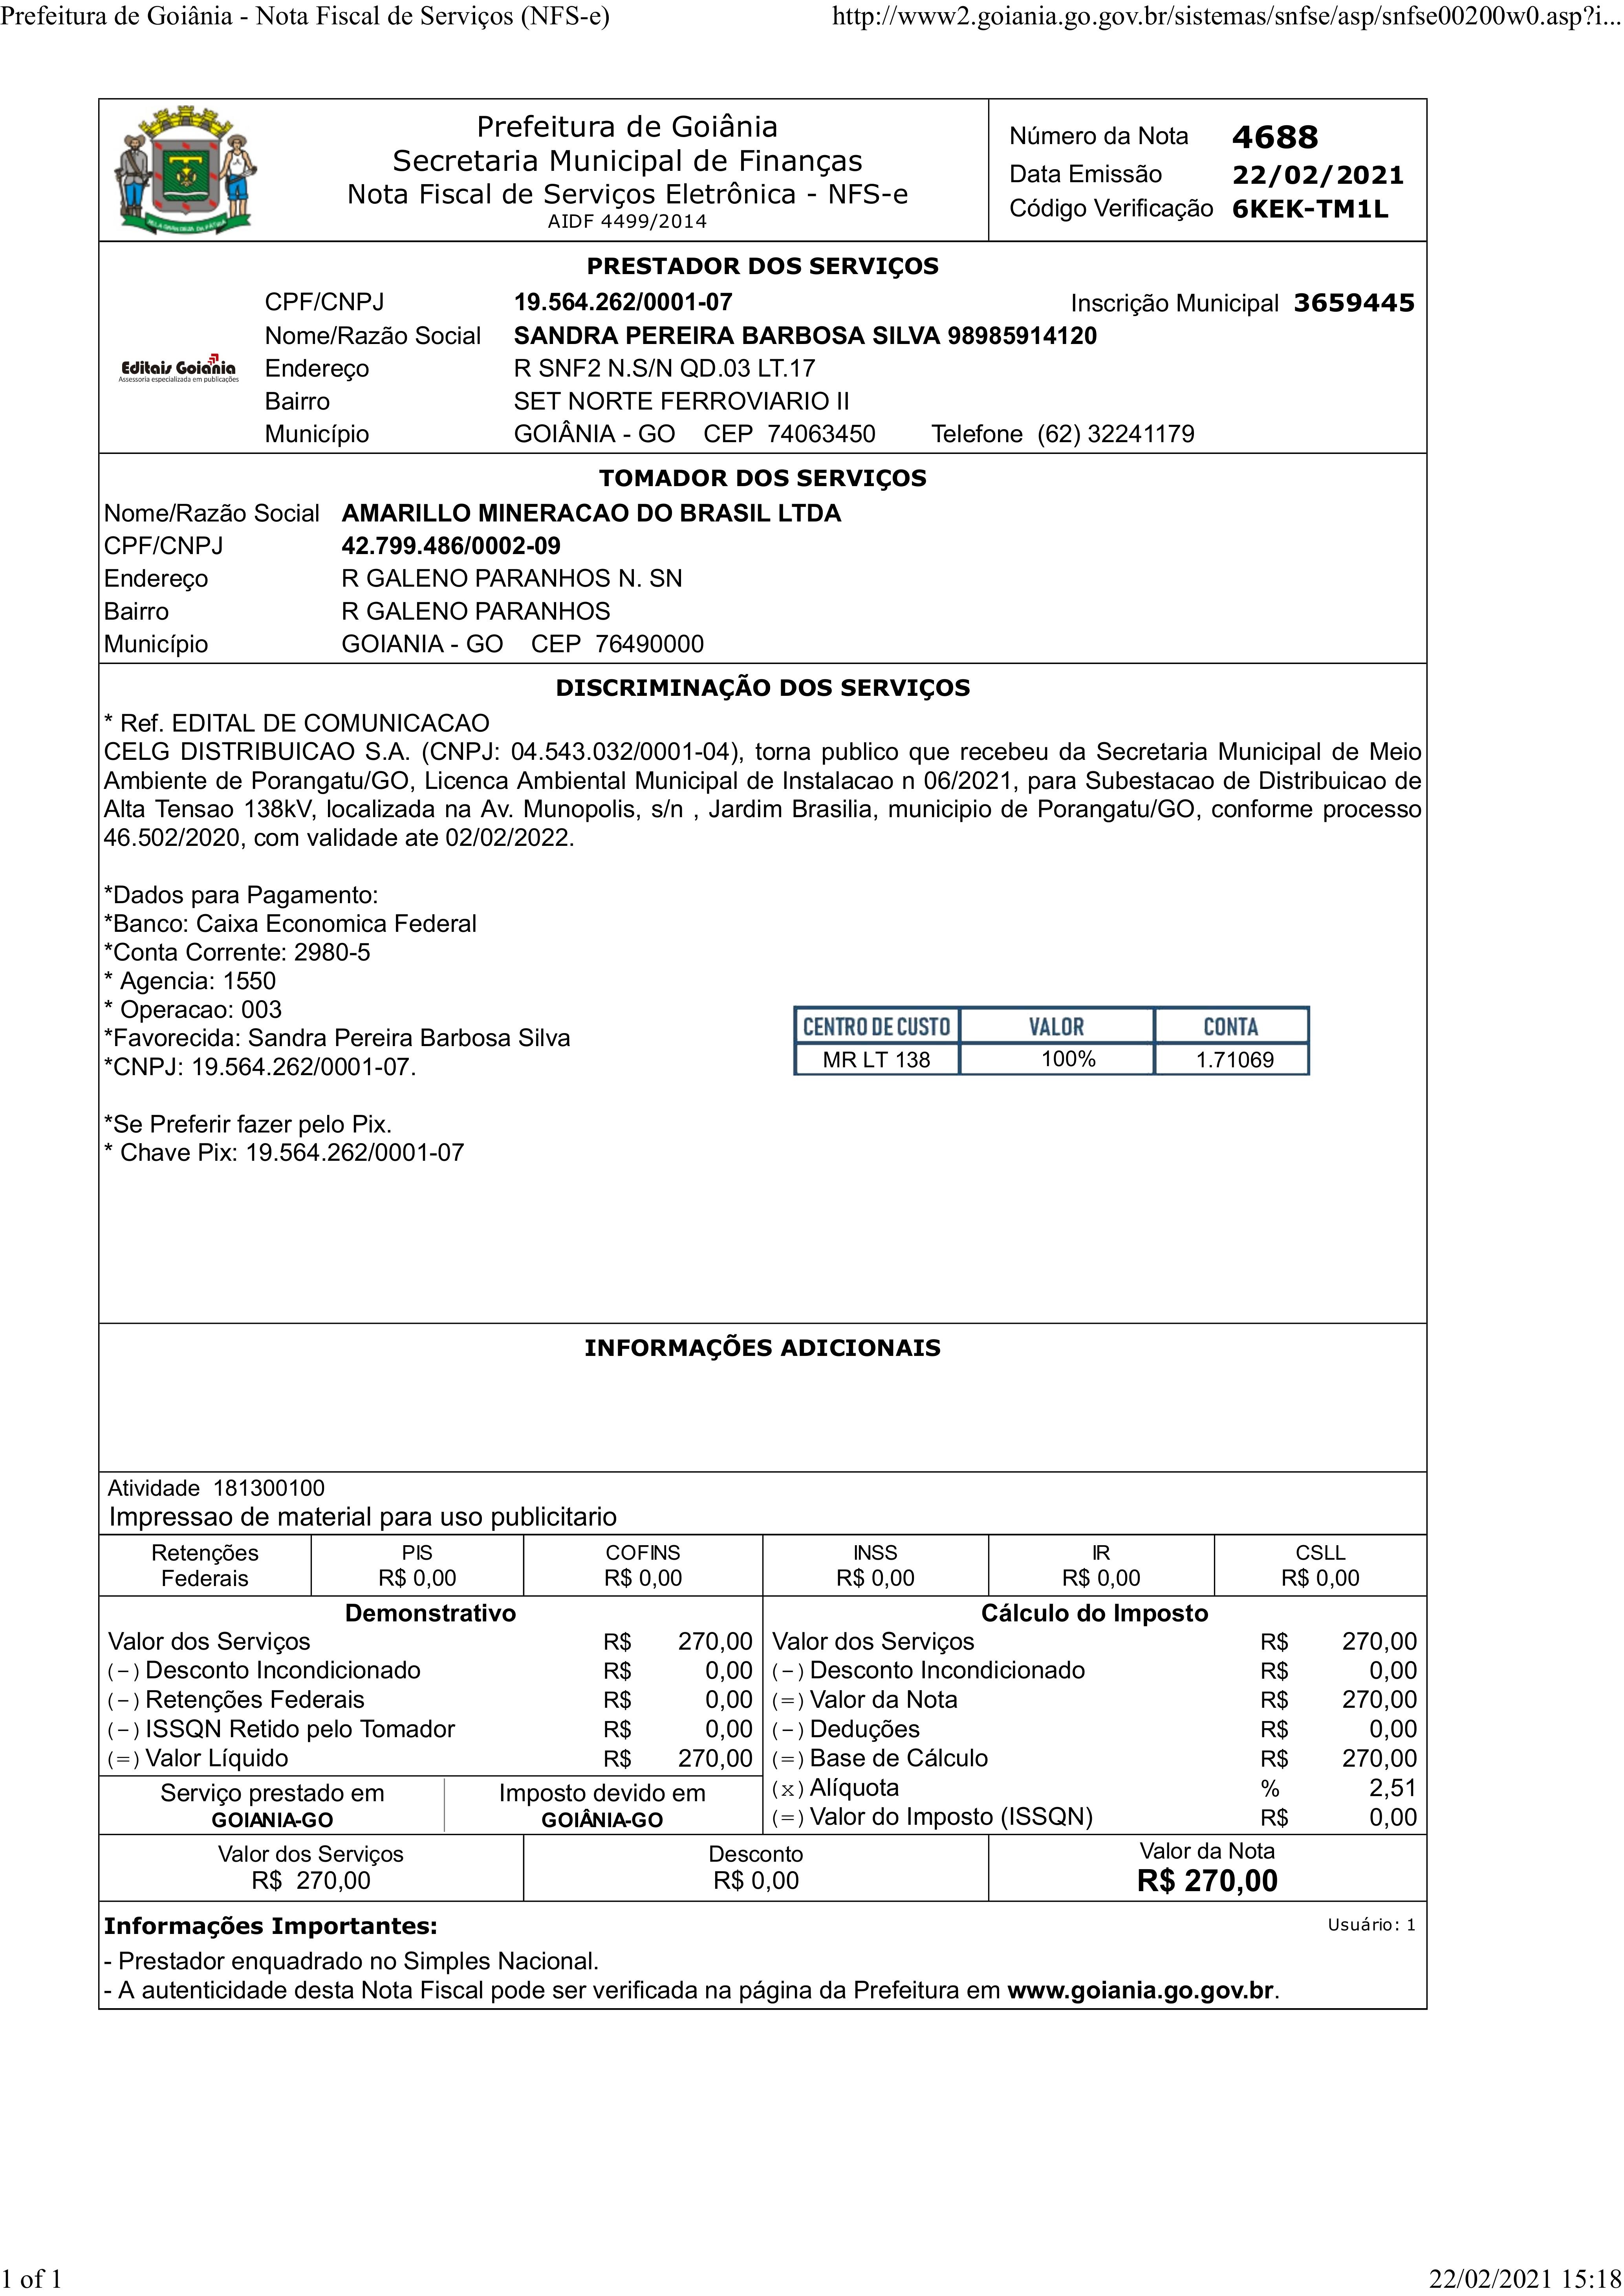 Prefeitura de Goiânia - Nota Fiscal de Serviços (NFS-e) http://www2.goiania.go.gov.br/sistemas/snfse/asp/snfse00200w0.asp?i...
Prefeitura de Goiânia
Secretaria Municipal de Finanças
Nota Fiscal de Serviços Eletrônica - NFS-e
AIDF 4499/2014
Número da Nota 4688
Data Emissão 22/02/2021
Código Verificação 6KEK-TM1L
PRESTADOR DOS SERVIÇOS
CPF/CNPJ 19.564.262/0001-07 Inscrição Municipal 3659445
Nome/Razão Social SANDRA PEREIRA BARBOSA SILVA 98985914120
Editais Goiânia
Assessoria especializada em publicações
Endereço R SNF2 N.S/N QD.03 LT.17
Bairro SET NORTE FERROVIARIO II
Município GOIÂNIA - GO CEP 74063450 Telefone (62) 32241179
TOMADOR DOS SERVIÇOS
Nome/Razão Social AMARILLO MINERACAO DO BRASIL LTDA
CPF/CNPJ 42.799.486/0002-09
Endereço R GALENO PARANHOS N. SN
Bairro R GALENO PARANHOS
Município GOIANIA - GO CEP 76490000
DISCRIMINAÇÃO DOS SERVIÇOS
* Ref. EDITAL DE COMUNICACAO
CELG DISTRIBUICAO S.A. (CNPJ: 04.543.032/0001-04), torna publico que recebeu da Secretaria Municipal de Meio
Ambiente de Porangatu/GO, Licenca Ambiental Municipal de Instalacao n 06/2021, para Subestacao de Distribuicao de
Alta Tensao 138kV, localizada na Av. Munopolis, s/n , Jardim Brasilia, municipio de Porangatu/GO, conforme processo
46.502/2020, com validade ate 02/02/2022.
*Dados para Pagamento:
*Banco: Caixa Economica Federal
*Conta Corrente: 2980-5
* Agencia: 1550
* Operacao: 003
*Favorecida: Sandra Pereira Barbosa Silva
*CNPJ: 19.564.262/0001-07.
CENTRO DE CUSTO VALOR CONTA
MR LT 138 100% 1.71069
*Se Preferir fazer pelo Pix.
* Chave Pix: 19.564.262/0001-07
INFORMAÇÕES ADICIONAIS
Atividade 181300100
Impressao de material para uso publicitario
Retenções PIS COFINS INSS IR CSLL
Federais R$ 0,00 R$ 0,00 R$ 0,00 R$ 0,00 R$ 0,00
Demonstrativo
Valor dos Serviços R$ 270,00
(-) Desconto Incondicionado R$ 0,00
(-) Retenções Federais R$ 0,00
(-) ISSQN Retido pelo Tomador R$ 0,00
(=) Valor Líquido R$ 270,00
Serviço prestado em
GOIANIA-GO
Imposto devido em
GOIÂNIA-GO
Cálculo do Imposto
Valor dos Serviços R$ 270,00
(-) Desconto Incondicionado R$ 0,00
(=) Valor da Nota R$ 270,00
(-) Deduções R$ 0,00
(=) Base de Cálculo R$ 270,00
(x) Alíquota % 2,51
(=) Valor do Imposto (ISSQN) R$ 0,00
Valor dos Serviços Desconto Valor da Nota
R$ 270,00 R$ 0,00 R$ 270,00
Informações Importantes: Usuário: 1
- Prestador enquadrado no Simples Nacional.
- A autenticidade desta Nota Fiscal pode ser verificada na página da Prefeitura em www.goiania.go.gov.br.
1 of 1 22/02/2021 15:18